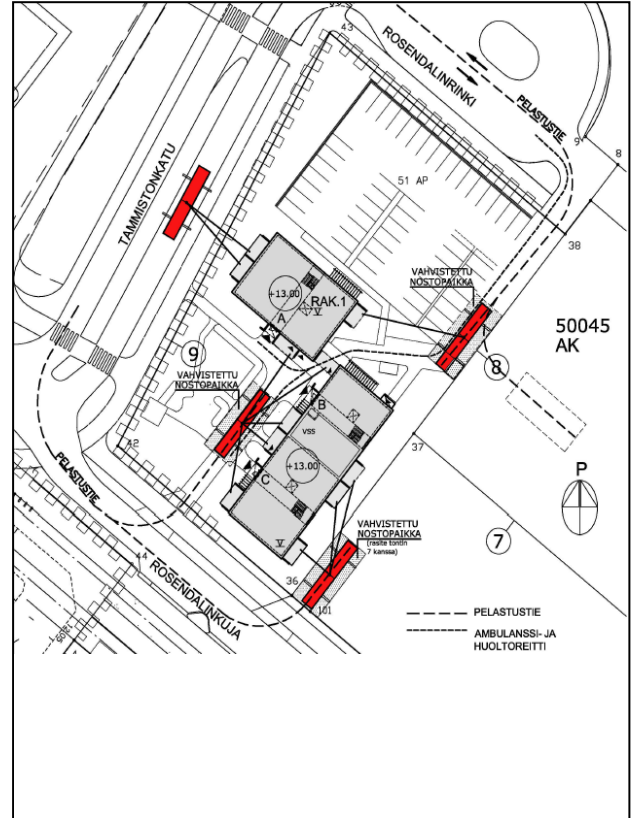 43
ROSENDALINRINKI
PELASTUSTIE
9
8
51 AP
TAMMISTONKATU
38
VAHVISTETTU
NOSTOPAIKKA
50045
AK
+13.00
RAK.1
V
A
9
VAHVISTETTU
NOSTOPAIKKA
8
B
vss
42
+13.00
C
37
P
PELASTUSTIE
V
VAHVISTETTU
NOSTOPAIKKA
(rasite tontin
7 kanssa)
7
44
36
101
ROSENDALINKUJA
PELASTUSTIE
AMBULANSSI- JA
HUOLTOREITTI